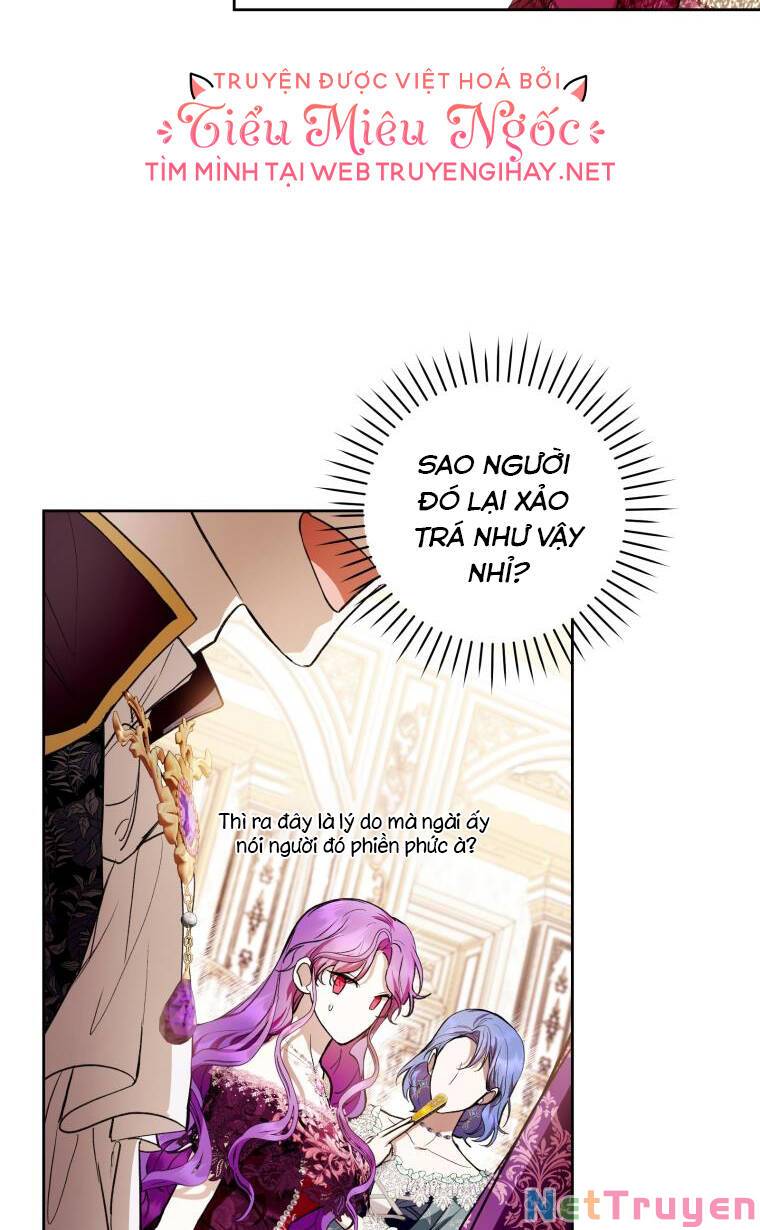 TRUYỆN ĐƯỢC VIỆT HOÁ BỞI
Tiểu Miêu Ngốc
TÌM MÌNH TẠI WEB TRUYENGIHAY.NET
SAO NGƯỜI
ĐÓ LẠI XẢO
TRÁ NHƯ VẬY
NHỈ?
Thì ra đây là lý do mà ngài ấy
nói người đó phiền phức à?
NetTruyen